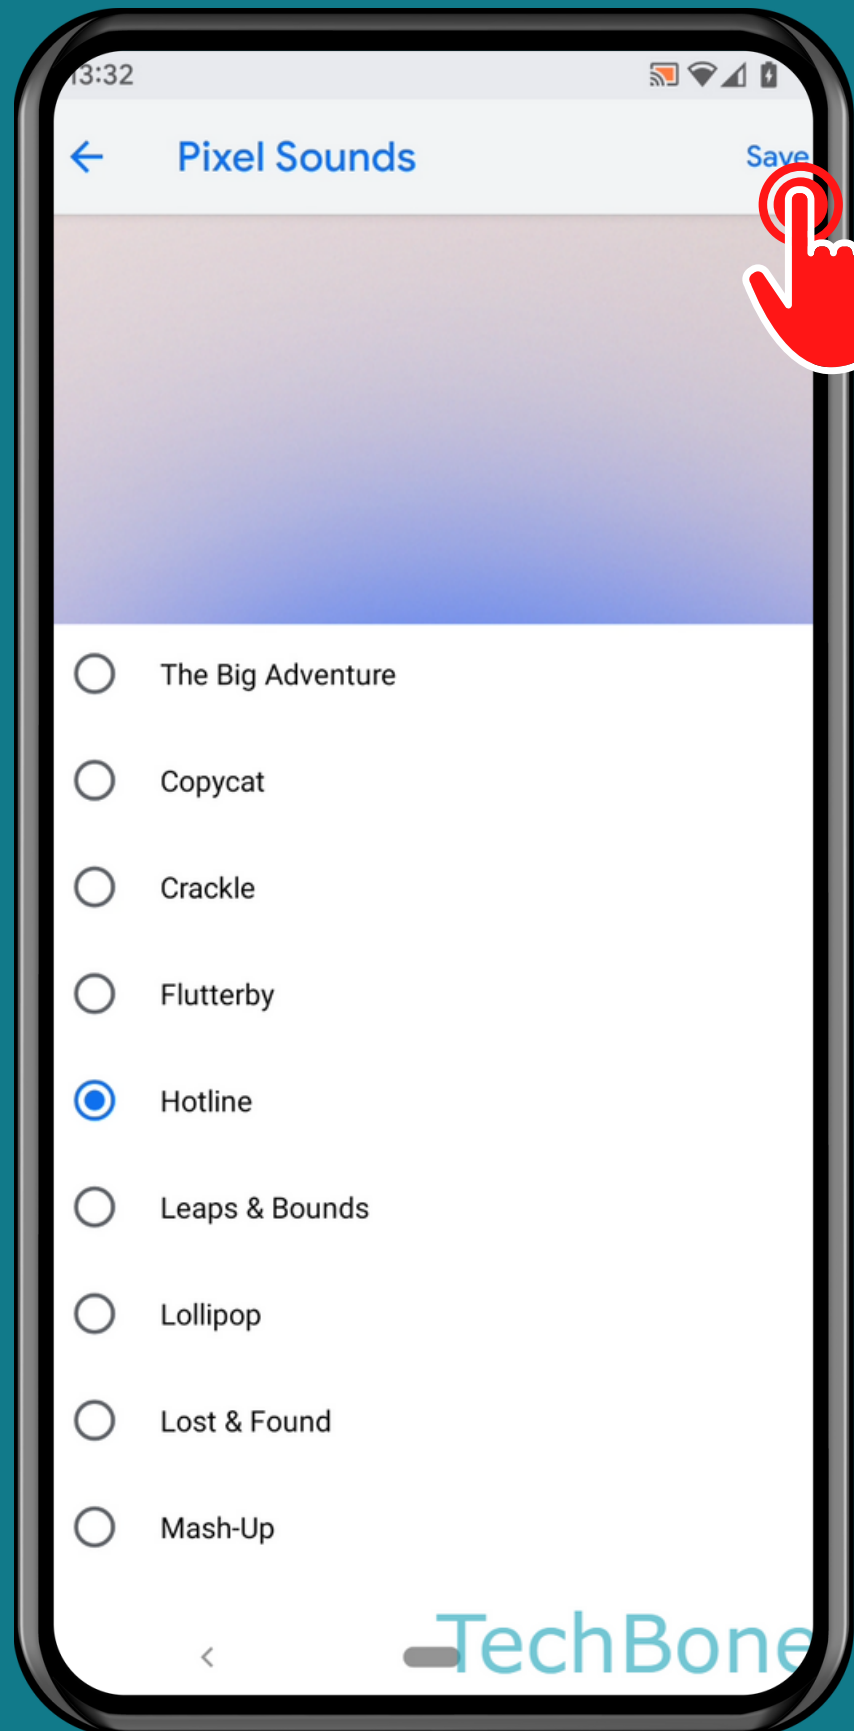 13:32
Pixel Sounds
Save
The Big Adventure
Copycat
Crackle
Flutterby
Hotline
Leaps & Bounds
Lollipop
Lost & Found
Mash-Up
TechBone